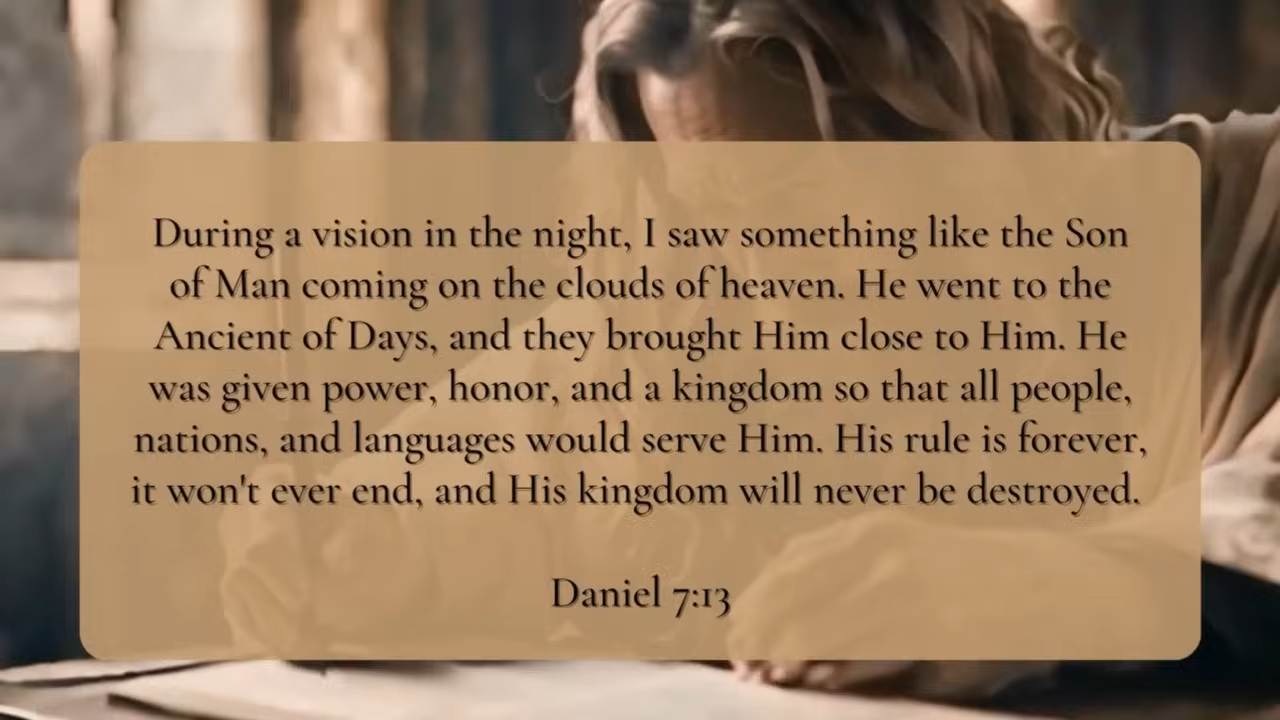 During a vision in the night, I saw something like the Son
of Man coming on the clouds of heaven. He went to the
Ancient of Days, and they brought Him close to Him. He
was given power, honor, and a kingdom so that all people,
nations, and languages would serve Him. His rule is forever,
it won't ever end, and His kingdom will never be destroyed.
Daniel 7:13